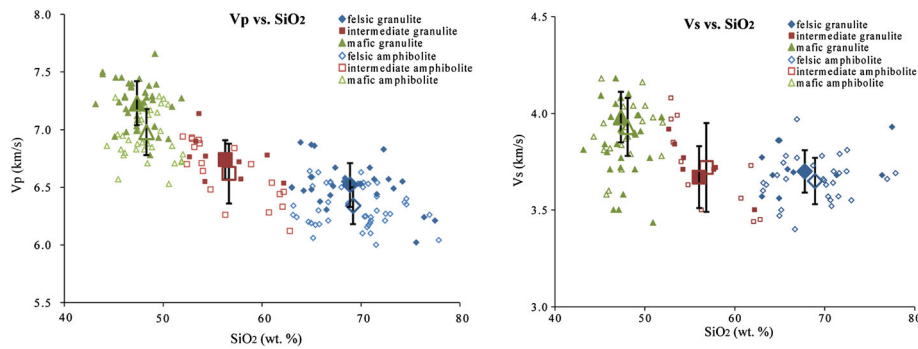 Vp vs. SiO2
8.0
7.5
7.0
6.5
6.0
5.5
Vp (km/s)
40 50 60 70 80
SiO2 (wt. %)
felsic granulite
intermediate granulite
mafic granulite
felsic amphibolite
intermediate amphibolite
mafic amphibolite
Vs vs. SiO2
4.5
4.0
3.5
3.0
Vs (km/s)
40 50 60 70 80
SiO2 (wt. %)
felsic granulite
intermediate granulite
mafic granulite
felsic amphibolite
intermediate amphibolite
mafic amphibolite